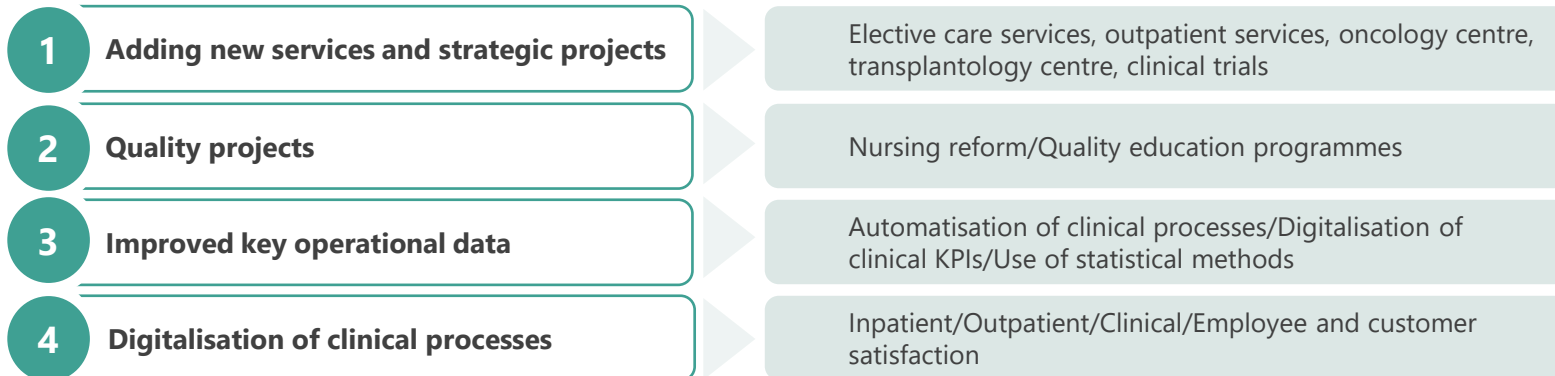 1
Adding new services and strategic projects
Elective care services, outpatient services, oncology centre,
transplantology centre, clinical trials
2
Quality projects
Nursing reform/Quality education programmes
3
Improved key operational data
Automatisation of clinical processes/Digitalisation of
clinical KPIs/Use of statistical methods
4
Digitalisation of clinical processes
Inpatient/Outpatient/Clinical/Employee and customer
satisfaction